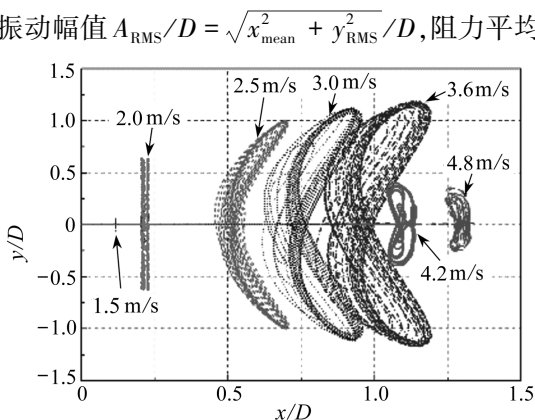 振动幅值 A_RMS/D = √(x²_mean + y²_RMS)/D,阻力平均
1.5
2.5 m/s
3.0 m/s
3.6 m/s
2.0 m/s
1.0
0.5
4.8 m/s
y/D
0
1.5 m/s
4.2 m/s
−0.5
−1.0
−1.5
0
0.5
1.0
1.5
x/D